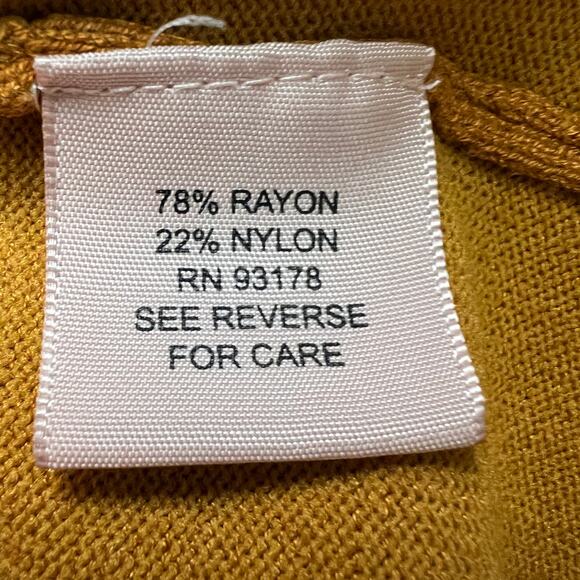 78% RAYON
22% NYLON
RN 93178
SEE REVERSE
FOR CARE